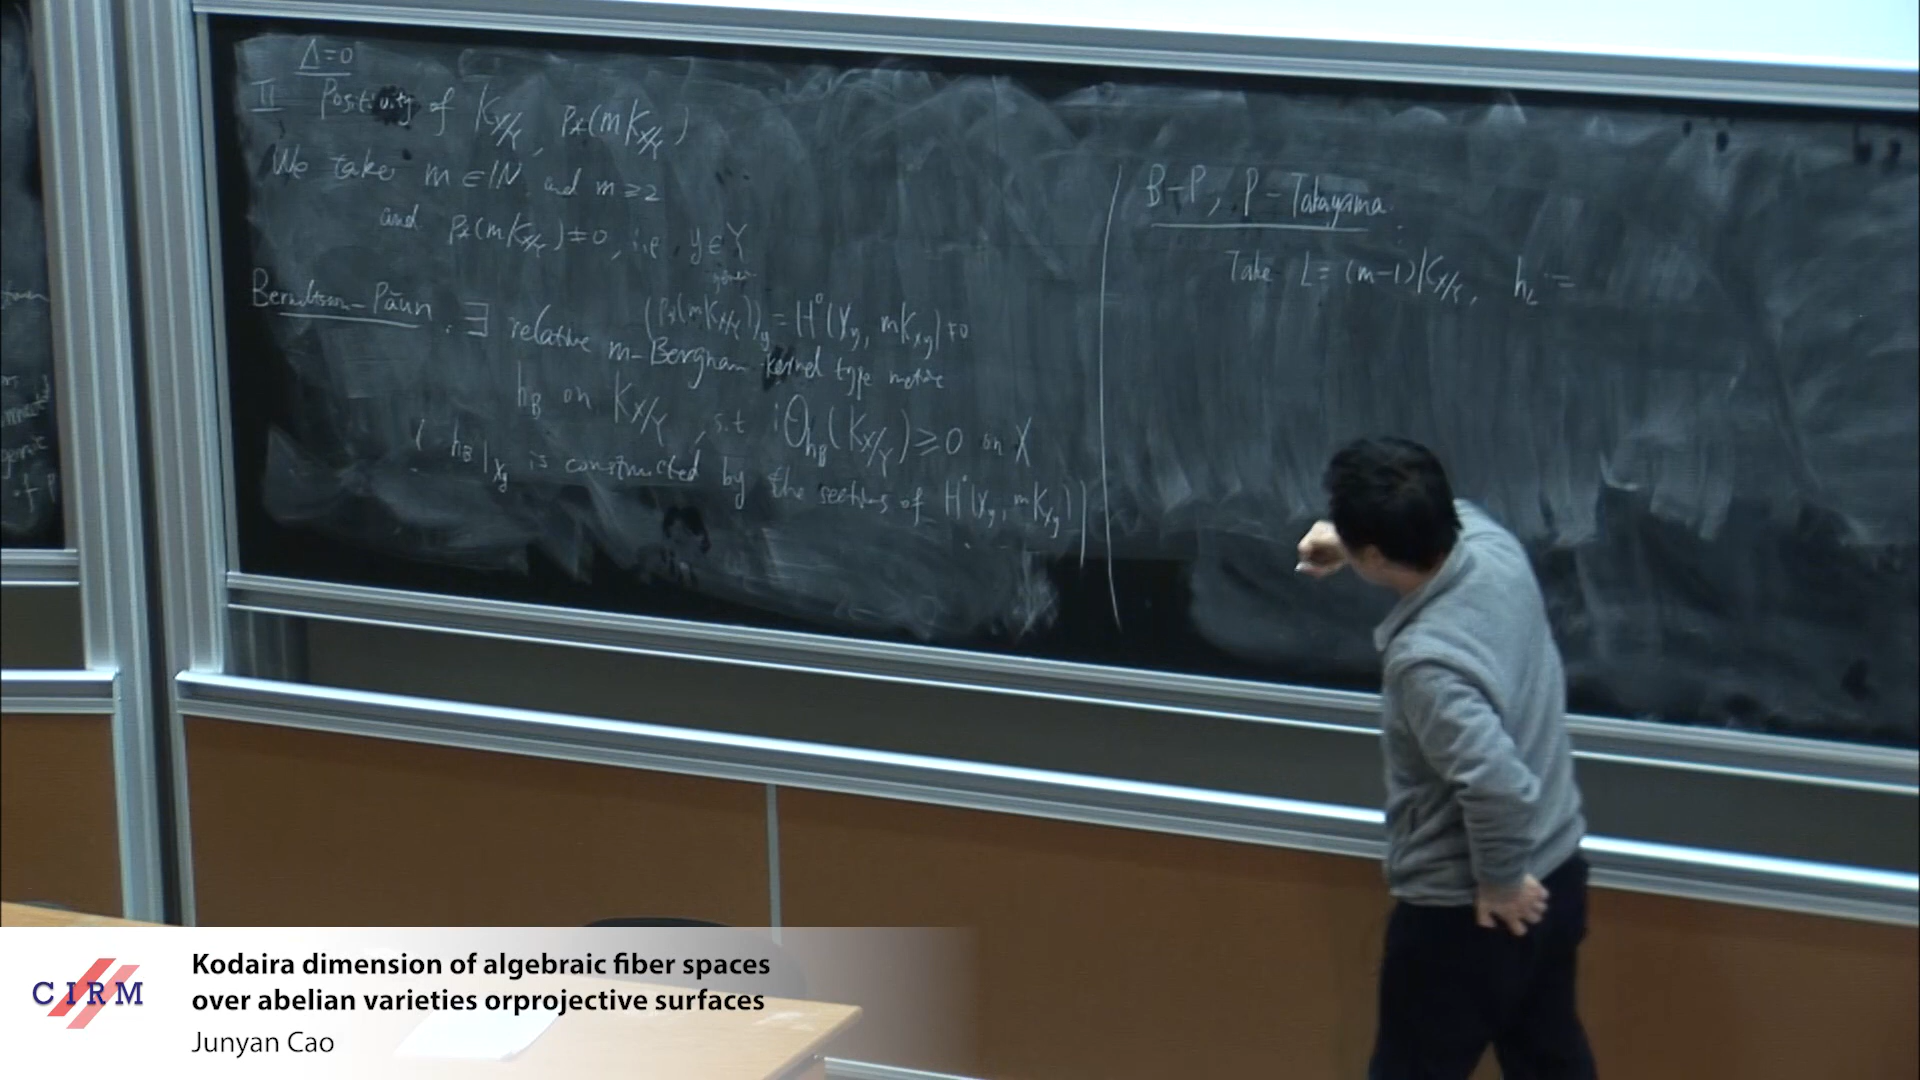 Δ=0
II Positivity of K_{X/Y}, P_*(mK_{X/Y})
We take m ∈ IN and m ≥ 2
and P_*(mK_{X/Y}) ≠ 0, i.e. y ∈ Y
(P_*(mK_{X/Y}))_y = H^0(X_y, mK_{X_y}) ≠ 0
Berndtsson-Păun. ∃ relative m-Bergman kernel type metric
h_B on K_{X/Y}, s.t iΘ_{h_B}(K_{X/Y}) ≥ 0 on X
( h_B|_{X_y} is constructed by the sections of H^0(X_y, mK_{X_y}))
B-P, P-Takayama:
Take L = (m-1)K_{X/Y}, h_L :=
of
CIRM
Kodaira dimension of algebraic fiber spaces
over abelian varieties orprojective surfaces
Junyan Cao